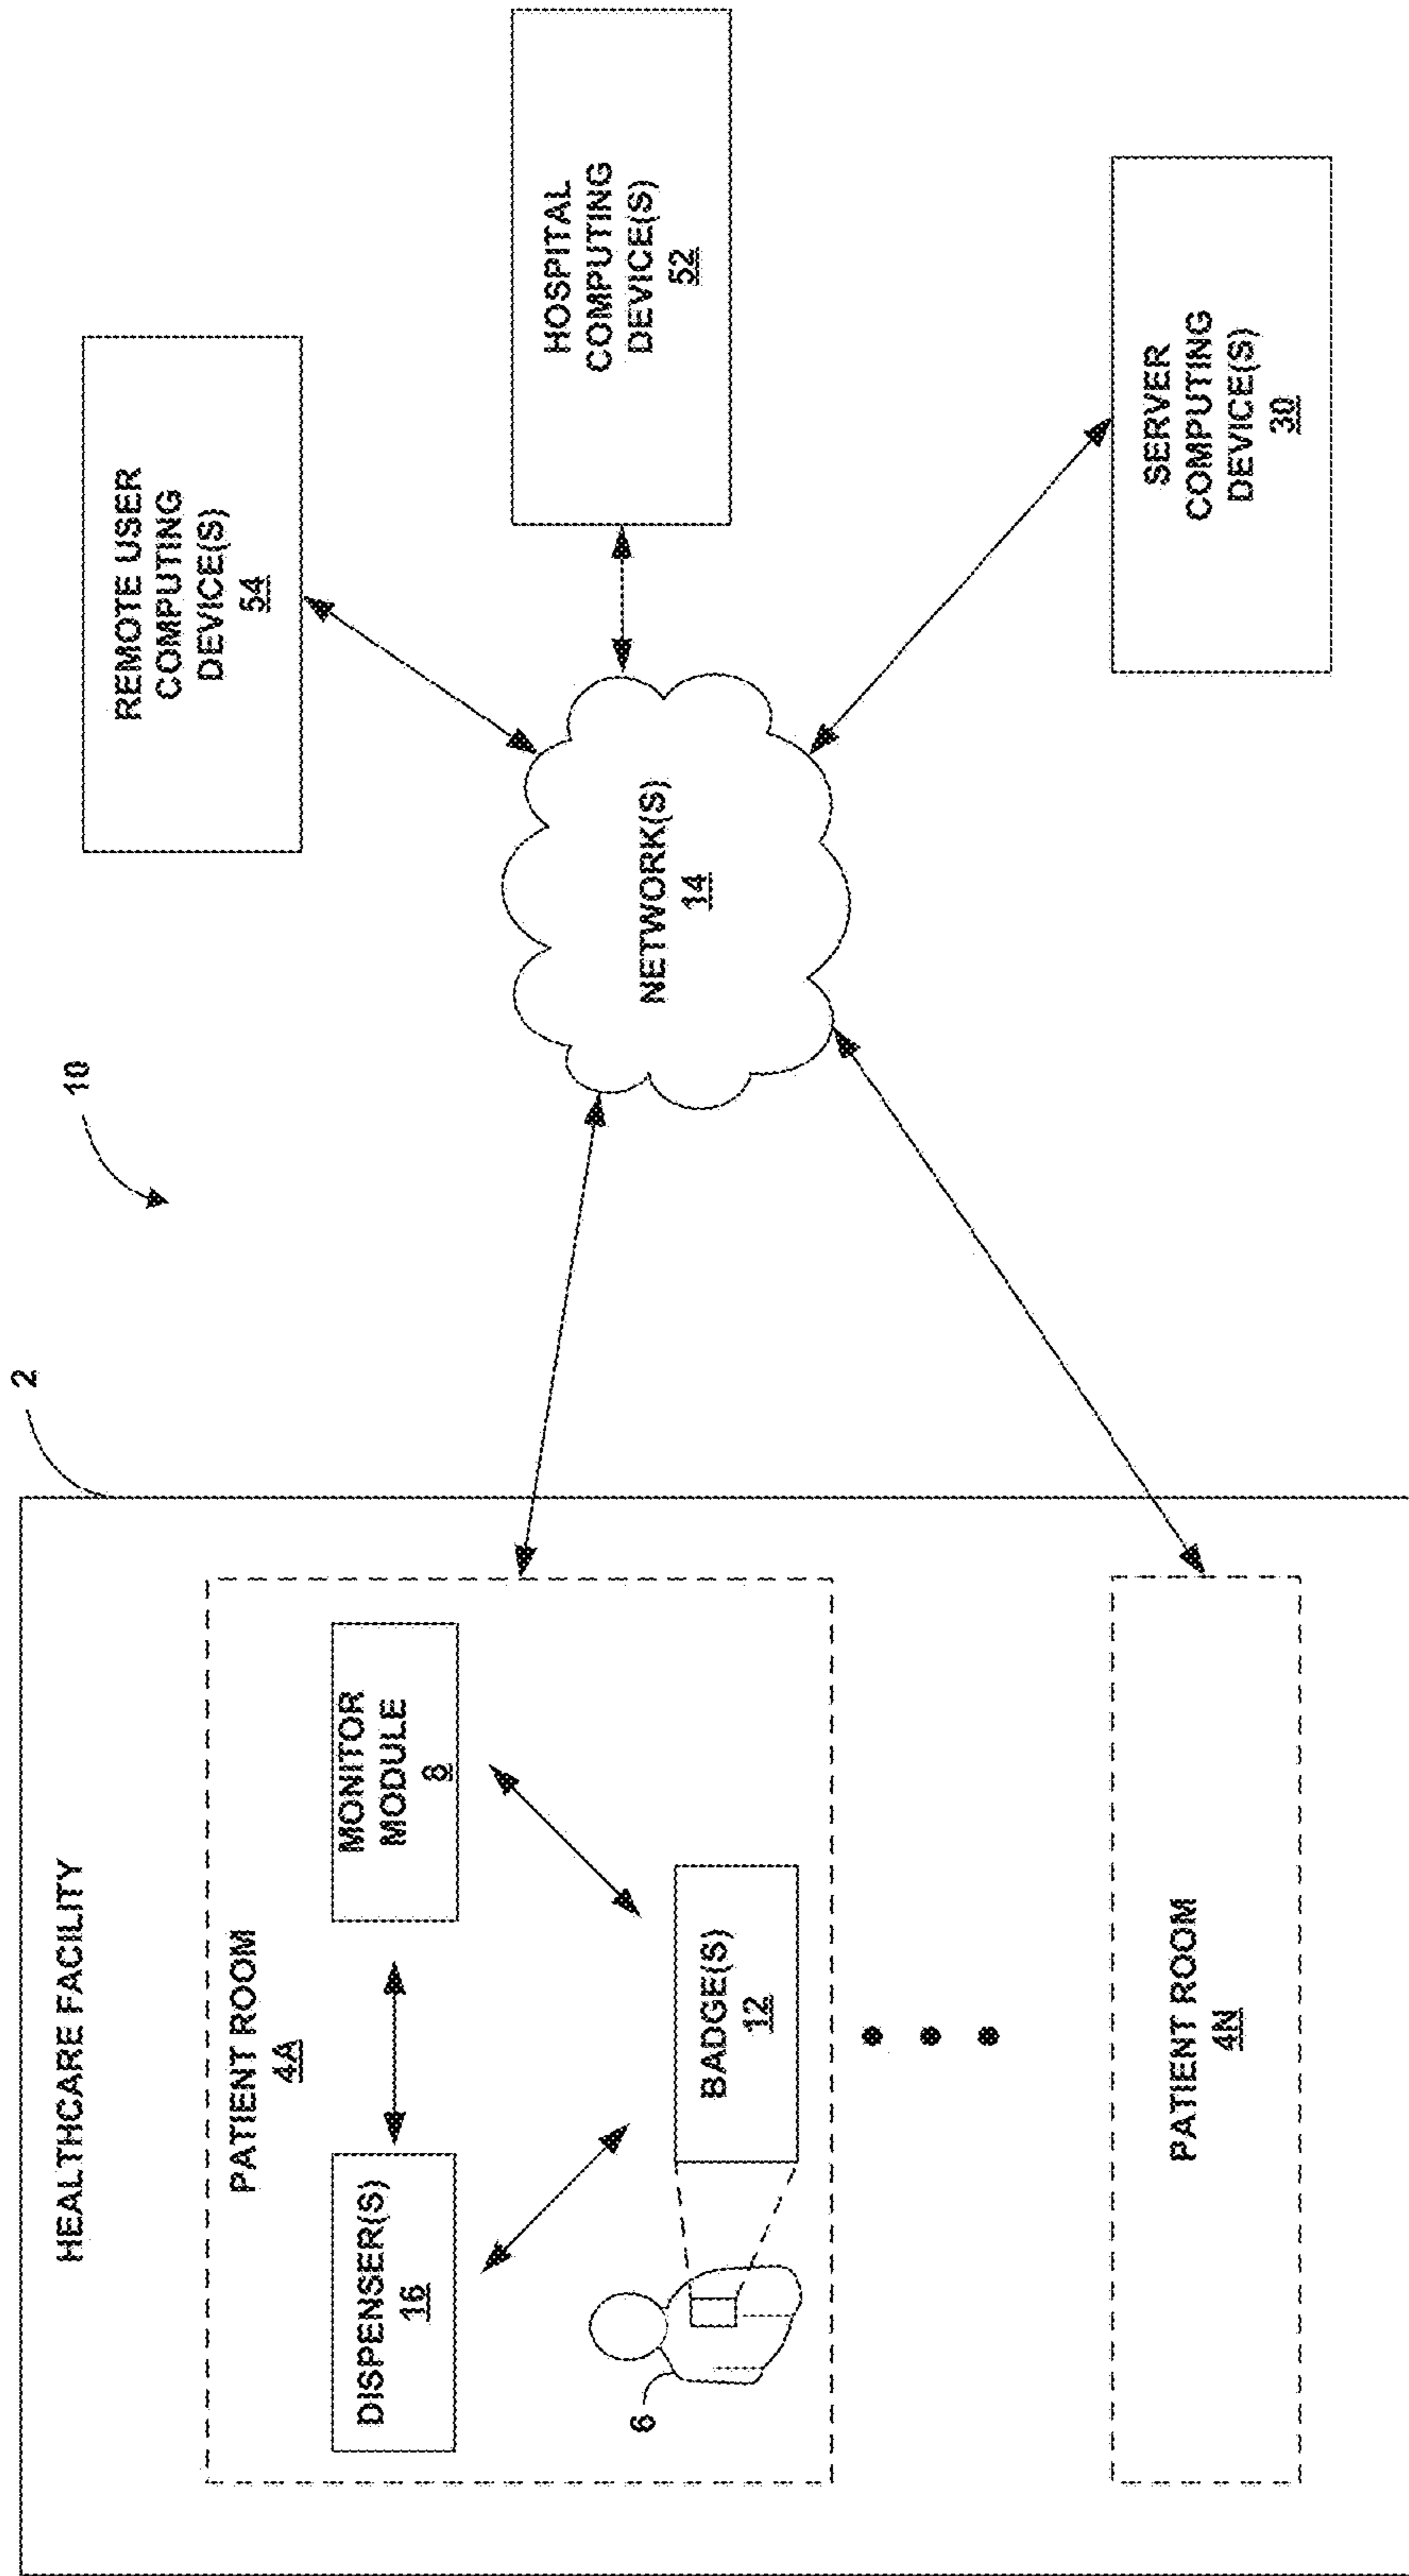 HEALTHCARE FACILITY
2
10
PATIENT ROOM
4A
DISPENSER(S)
16
MONITOR
MODULE
8
6
BADGE(S)
12
PATIENT ROOM
4N
NETWORK(S)
14
REMOTE USER
COMPUTING
DEVICE(S)
54
HOSPITAL
COMPUTING
DEVICE(S)
52
SERVER
COMPUTING
DEVICE(S)
30